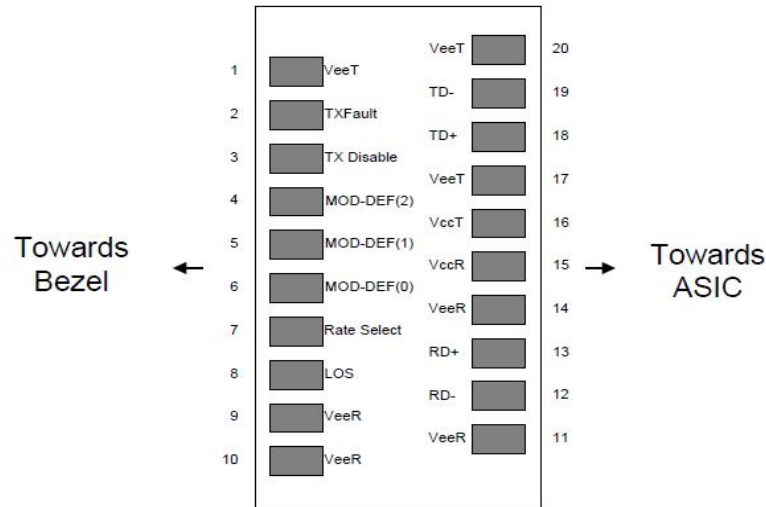 VeeT 20
1 VeeT
TD- 19
2 TXFault
TD+ 18
3 TX Disable
VeeT 17
4 MOD-DEF(2)
VccT 16
Towards
Bezel
5 MOD-DEF(1)
VccR 15
Towards
ASIC
6 MOD-DEF(0)
VeeR 14
7 Rate Select
RD+ 13
8 LOS
RD- 12
9 VeeR
VeeR 11
10 VeeR